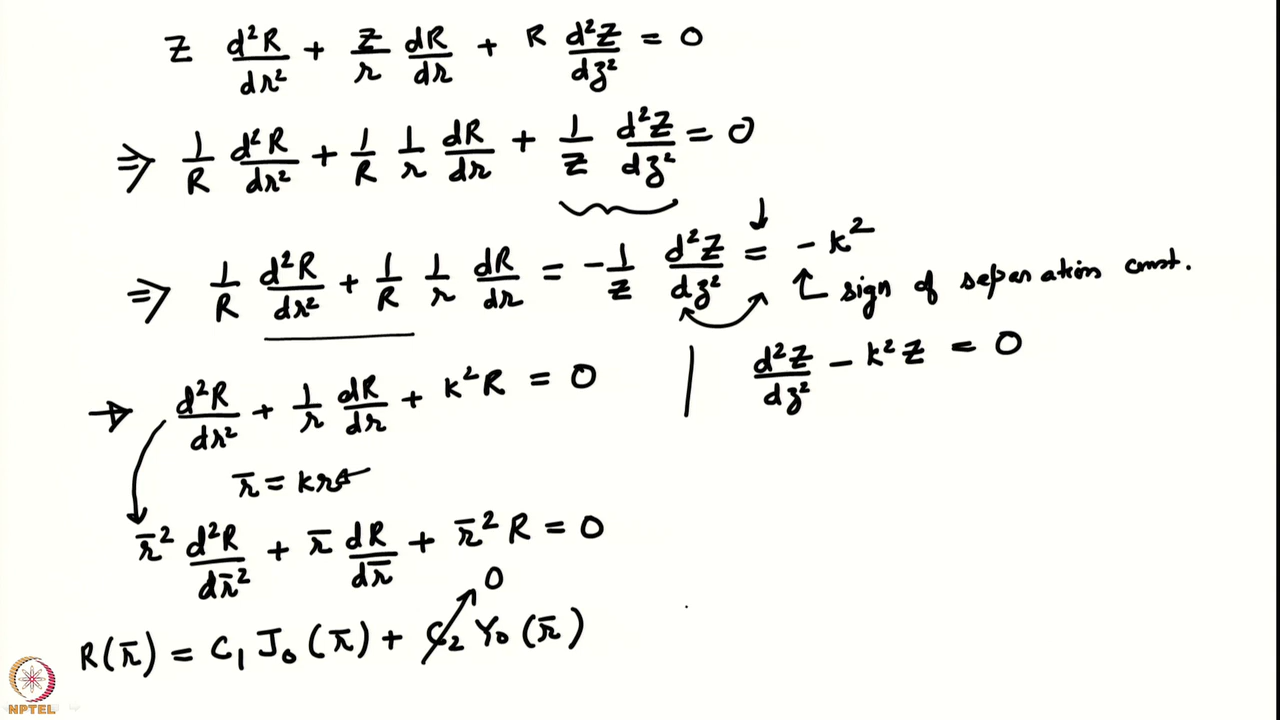 Z d²R/dr² + Z/r dR/dr + R d²Z/dz² = 0
⇒ 1/R d²R/dr² + 1/R 1/r dR/dr + 1/Z d²Z/dz² = 0
⇒ 1/R d²R/dr² + 1/R 1/r dR/dr = -1/Z d²Z/dz² = -k²
sign of separation const.
→ d²R/dr² + 1/r dR/dr + k²R = 0 | d²Z/dz² - k²Z = 0
r̄ = kr
r̄² d²R/dr̄² + r̄ dR/dr̄ + r̄²R = 0
0
R(r̄) = C₁ J₀(r̄) + C₂ Y₀(r̄)
NPTEL